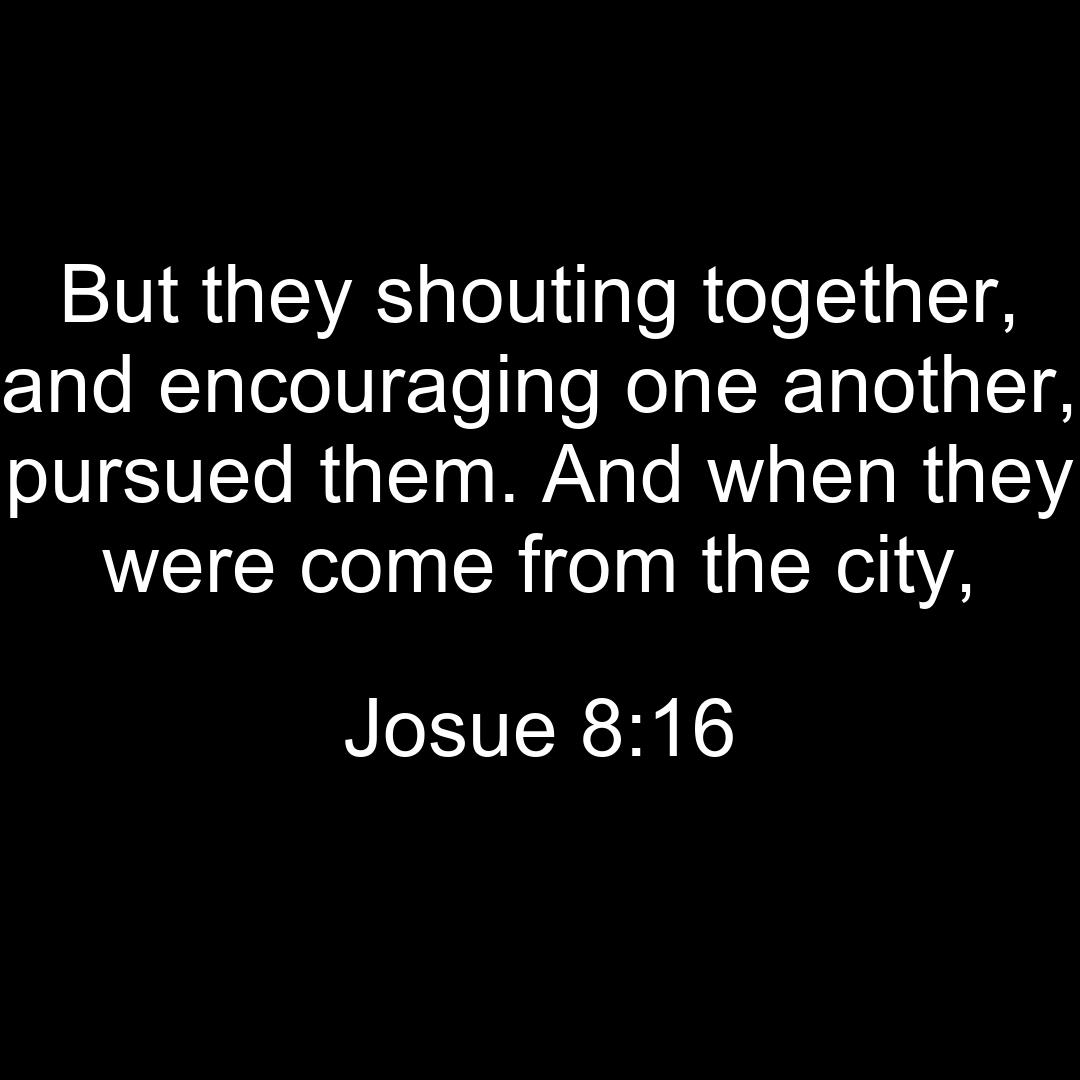 But they shouting together,
and encouraging one another,
pursued them. And when they
were come from the city,
Josue 8:16